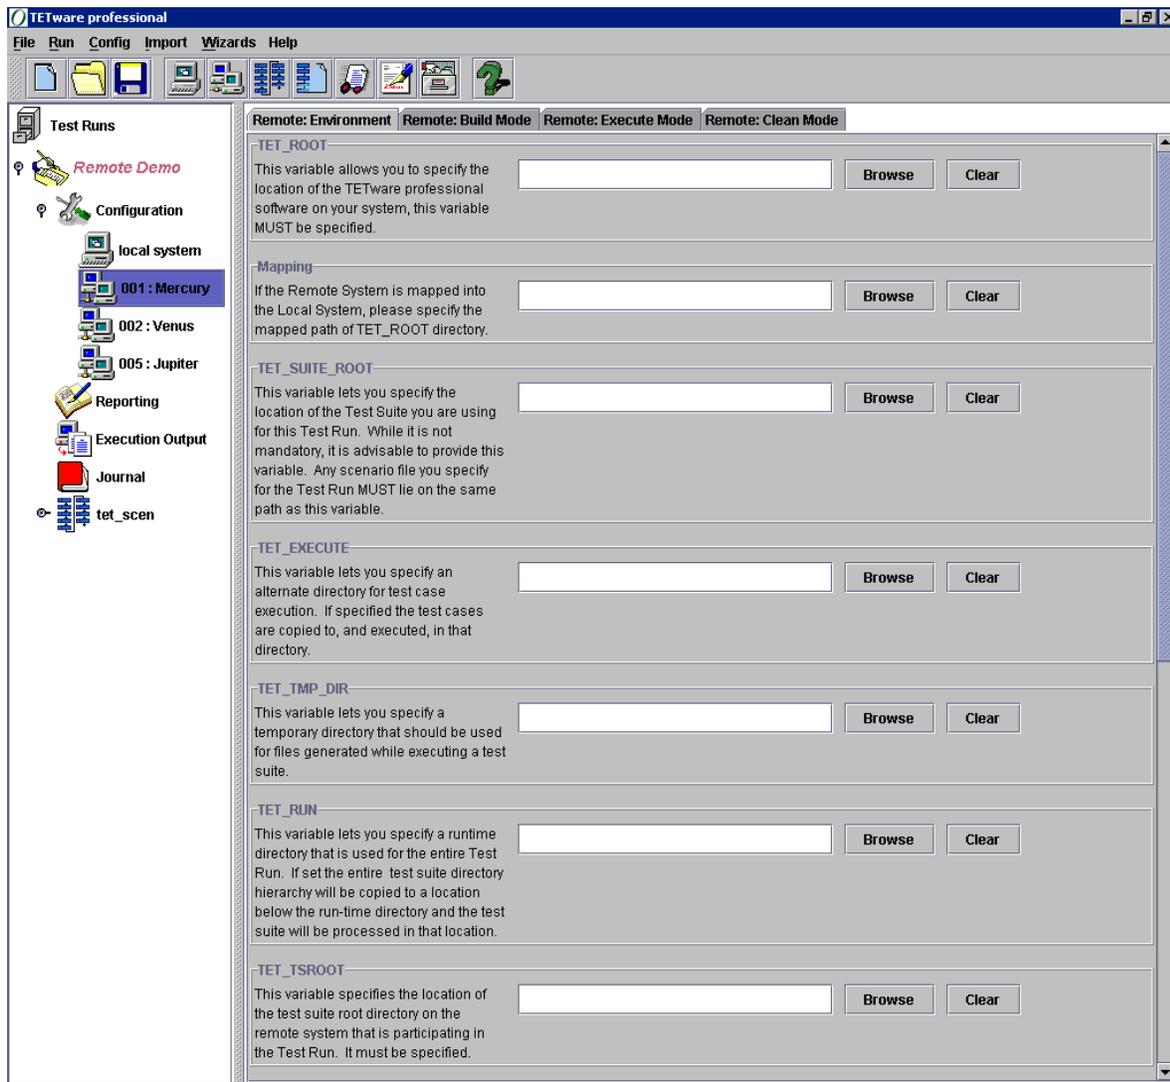 TETware professional
File Run Config Import Wizards Help
Test Runs
Remote Demo
Configuration
local system
001 : Mercury
002 : Venus
005 : Jupiter
Reporting
Execution Output
Journal
tet_scen
Remote: Environment Remote: Build Mode Remote: Execute Mode Remote: Clean Mode
TET_ROOT
This variable allows you to specify the
location of the TETware professional
software on your system, this variable
MUST be specified.
Browse Clear
Mapping
If the Remote System is mapped into
the Local System, please specify the
mapped path of TET_ROOT directory.
Browse Clear
TET_SUITE_ROOT
This variable lets you specify the
location of the Test Suite you are using
for this Test Run. While it is not
mandatory, it is advisable to provide this
variable. Any scenario file you specify
for the Test Run MUST lie on the same
path as this variable.
Browse Clear
TET_EXECUTE
This variable lets you specify an
alternate directory for test case
execution. If specified the test cases
are copied to, and executed, in that
directory.
Browse Clear
TET_TMP_DIR
This variable lets you specify a
temporary directory that should be used
for files generated while executing a test
suite.
Browse Clear
TET_RUN
This variable lets you specify a runtime
directory that is used for the entire Test
Run. If set the entire test suite directory
hierarchy will be copied to a location
below the run-time directory and the test
suite will be processed in that location.
Browse Clear
TET_TSROOT
This variable specifies the location of
the test suite root directory on the
remote system that is participating in
the Test Run. It must be specified.
Browse Clear